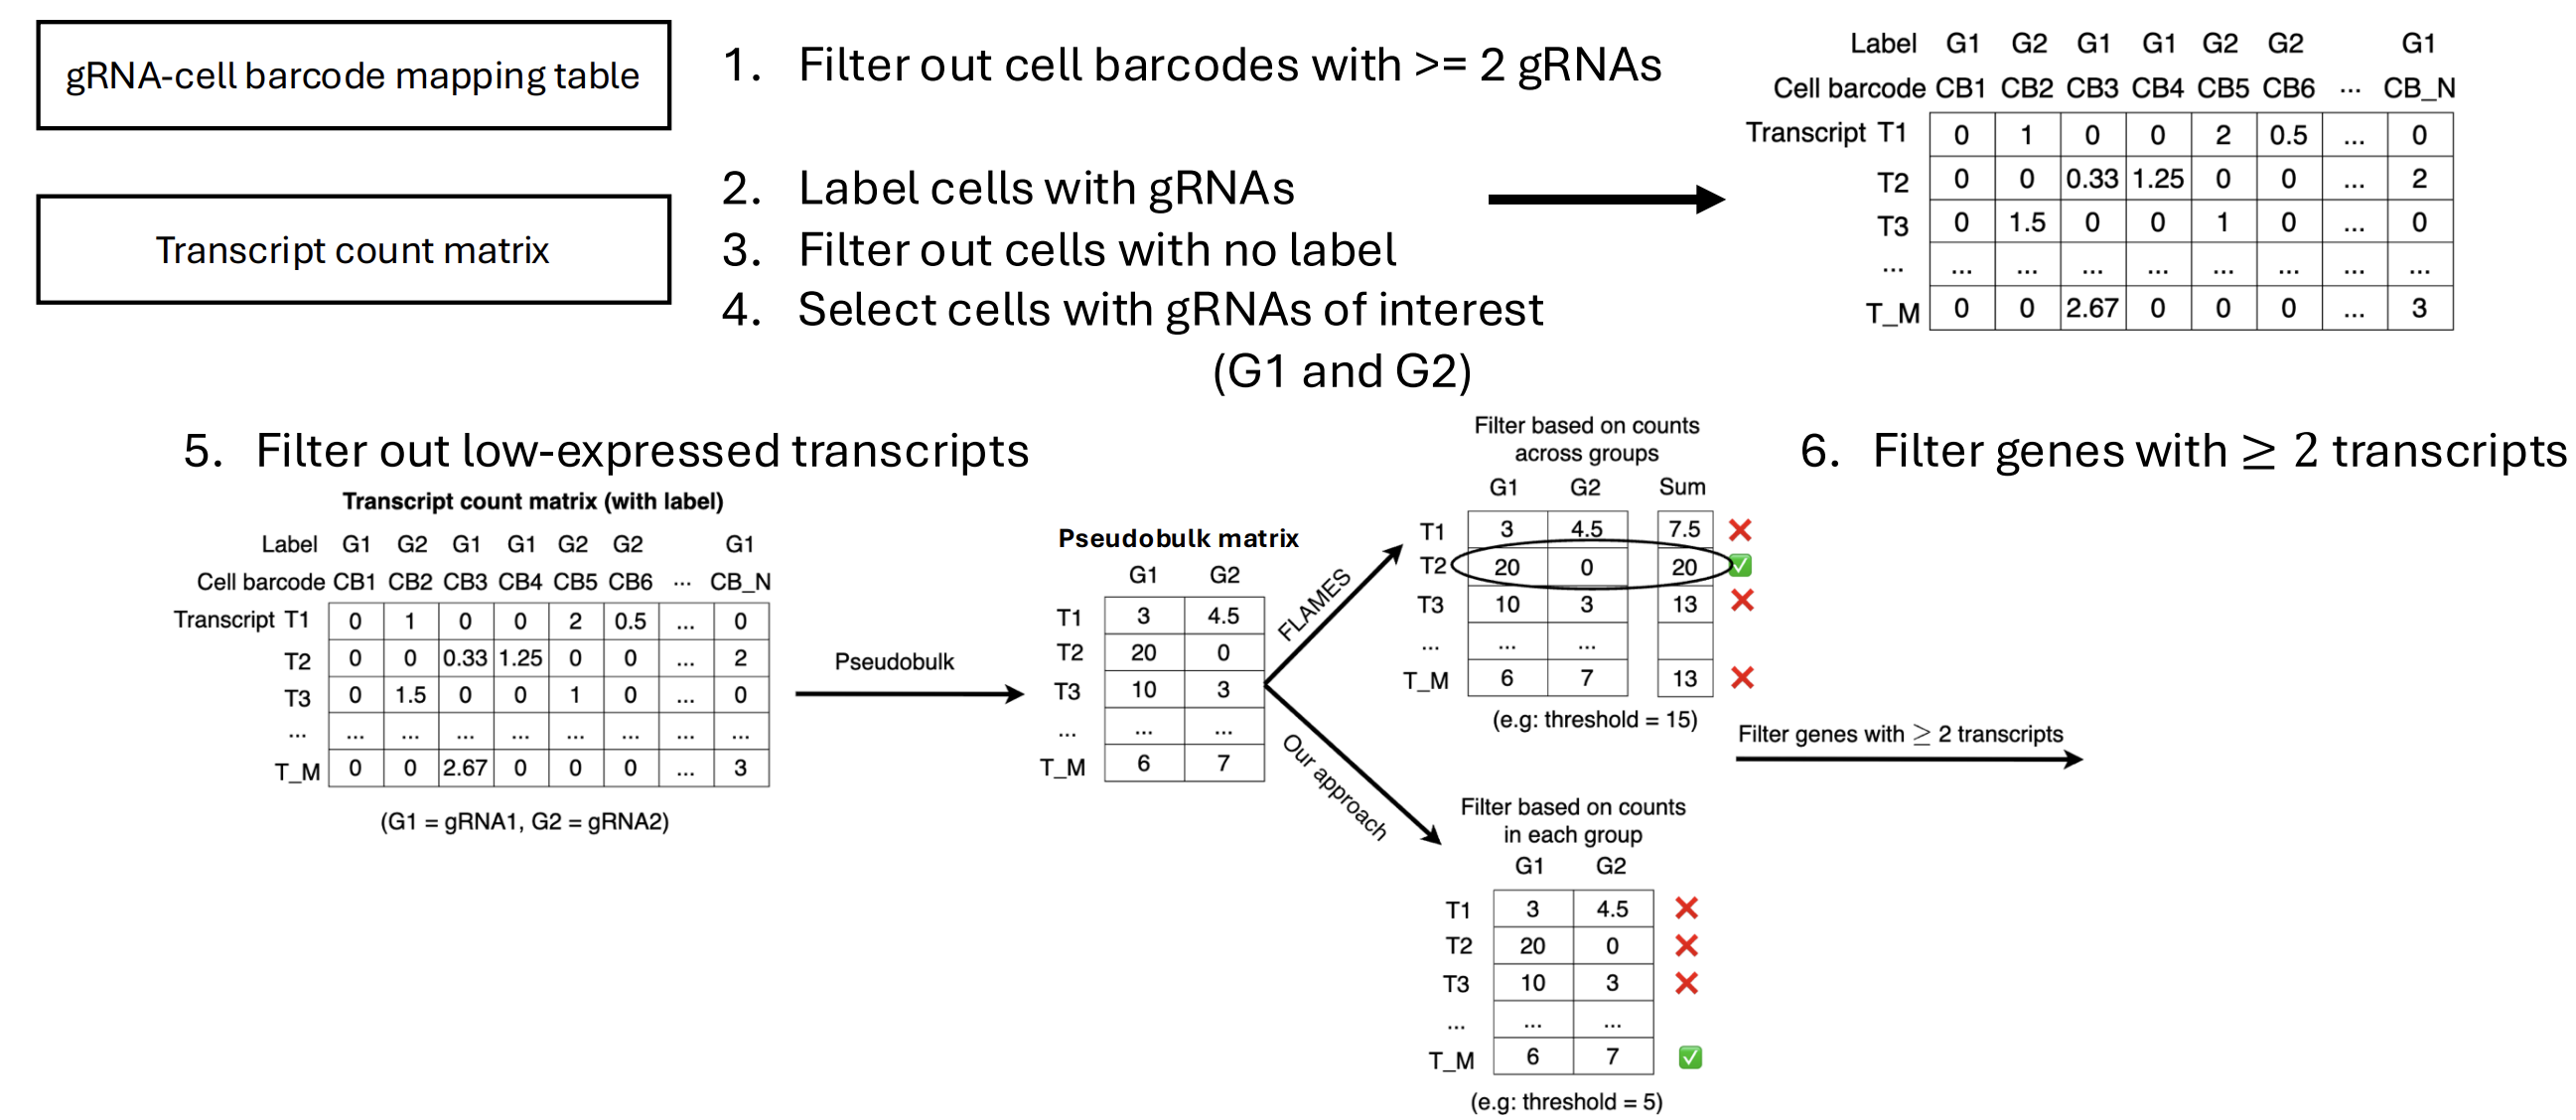 gRNA-cell barcode mapping table
Transcript count matrix
1. Filter out cell barcodes with >= 2 gRNAs
2. Label cells with gRNAs
3. Filter out cells with no label
4. Select cells with gRNAs of interest
(G1 and G2)
Label G1 G2 G1 G1 G2 G2 G1
Cell barcode CB1 CB2 CB3 CB4 CB5 CB6 ... CB_N
Transcript T1 0 1 0 0 2 0.5 ... 0
T2 0 0 0.33 1.25 0 0 ... 2
T3 0 1.5 0 0 1 0 ... 0
... ... ... ... ... ... ... ... ...
T_M 0 0 2.67 0 0 0 ... 3
5. Filter out low-expressed transcripts
Transcript count matrix (with label)
Label G1 G2 G1 G1 G2 G2 G1
Cell barcode CB1 CB2 CB3 CB4 CB5 CB6 ... CB_N
Transcript T1 0 1 0 0 2 0.5 ... 0
T2 0 0 0.33 1.25 0 0 ... 2
T3 0 1.5 0 0 1 0 ... 0
... ... ... ... ... ... ... ... ...
T_M 0 0 2.67 0 0 0 ... 3
(G1 = gRNA1, G2 = gRNA2)
Pseudobulk
Pseudobulk matrix
G1 G2
T1 3 4.5
T2 20 0
T3 10 3
... ... ...
T_M 6 7
FLAMES
Filter based on counts
across groups
G1 G2 Sum
T1 3 4.5 7.5 ❌
T2 20 0 20 ✅
T3 10 3 13 ❌
... ... ...
T_M 6 7 13 ❌
(e.g: threshold = 15)
Our approach
Filter based on counts
in each group
G1 G2
T1 3 4.5 ❌
T2 20 0 ❌
T3 10 3 ❌
... ... ...
T_M 6 7 ✅
(e.g: threshold = 5)
6. Filter genes with ≥ 2 transcripts
Filter genes with ≥ 2 transcripts